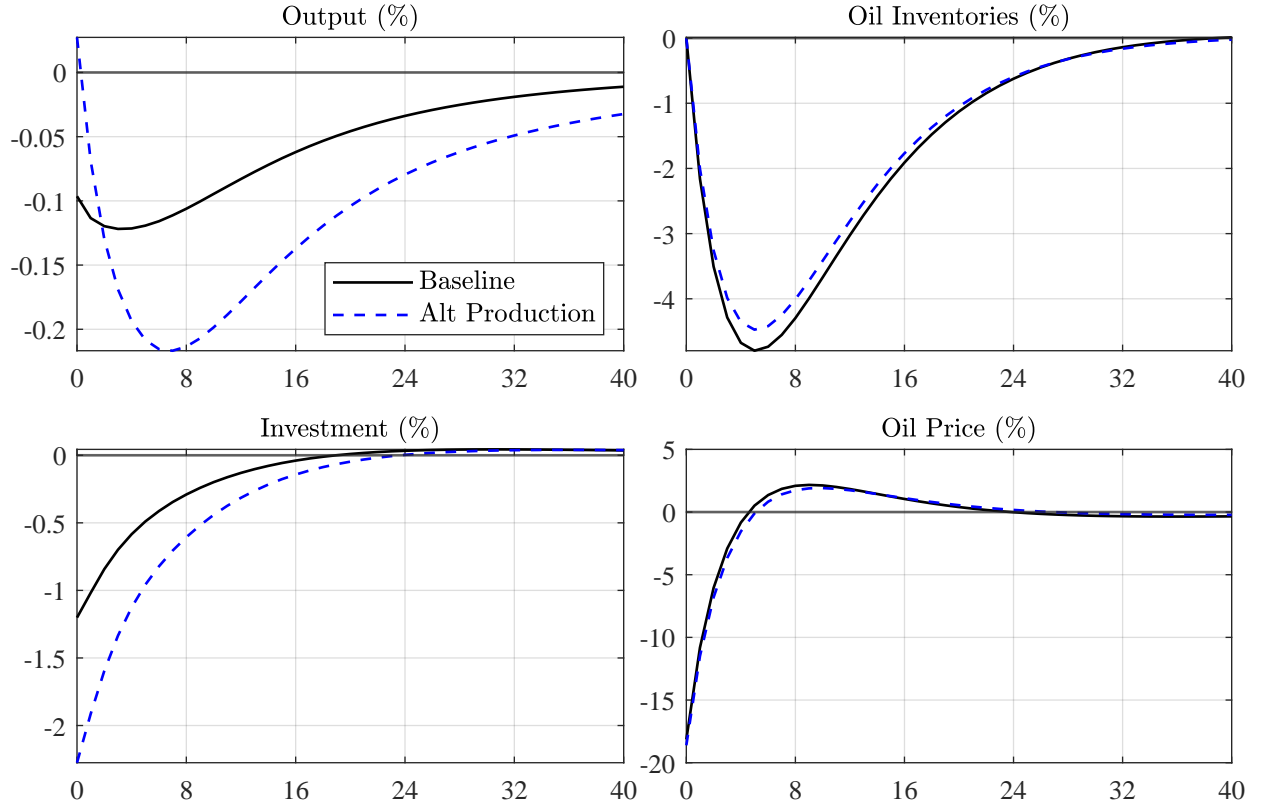 Output (%)
0
-0.05
-0.1
-0.15
-0.2
0 8 16 24 32 40
Baseline
Alt Production
Oil Inventories (%)
0
-1
-2
-3
-4
0 8 16 24 32 40
Investment (%)
0
-0.5
-1
-1.5
-2
0 8 16 24 32 40
Oil Price (%)
5
0
-5
-10
-15
-20
0 8 16 24 32 40